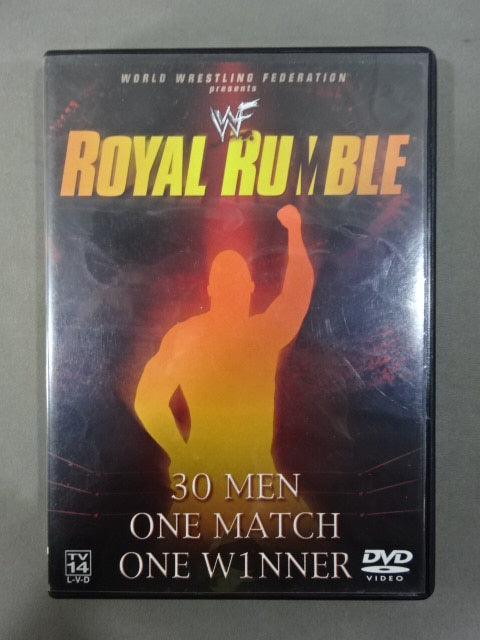 WORLD WRESTLING FEDERATION
presents
WF
ROYAL RUMBLE
30 MEN
ONE MATCH
ONE W1NNER
TV
14
L-V-D
DVD
VIDEO